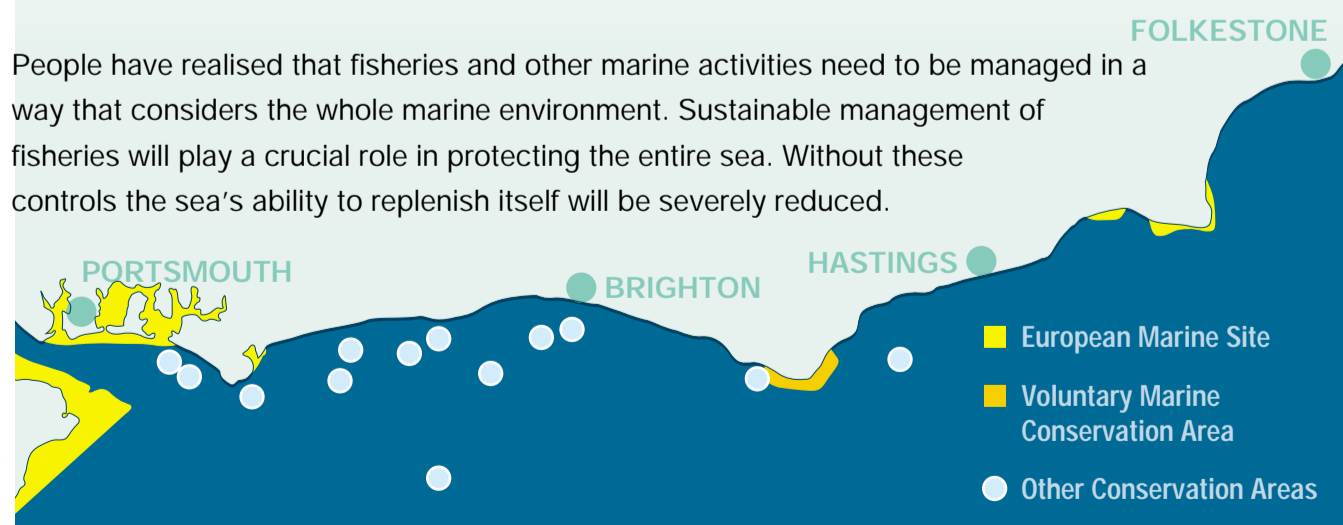 FOLKESTONE
People have realised that fisheries and other marine activities need to be managed in a
way that considers the whole marine environment. Sustainable management of
fisheries will play a crucial role in protecting the entire sea. Without these
controls the sea’s ability to replenish itself will be severely reduced.
PORTSMOUTH
BRIGHTON
HASTINGS
European Marine Site
Voluntary Marine
Conservation Area
Other Conservation Areas